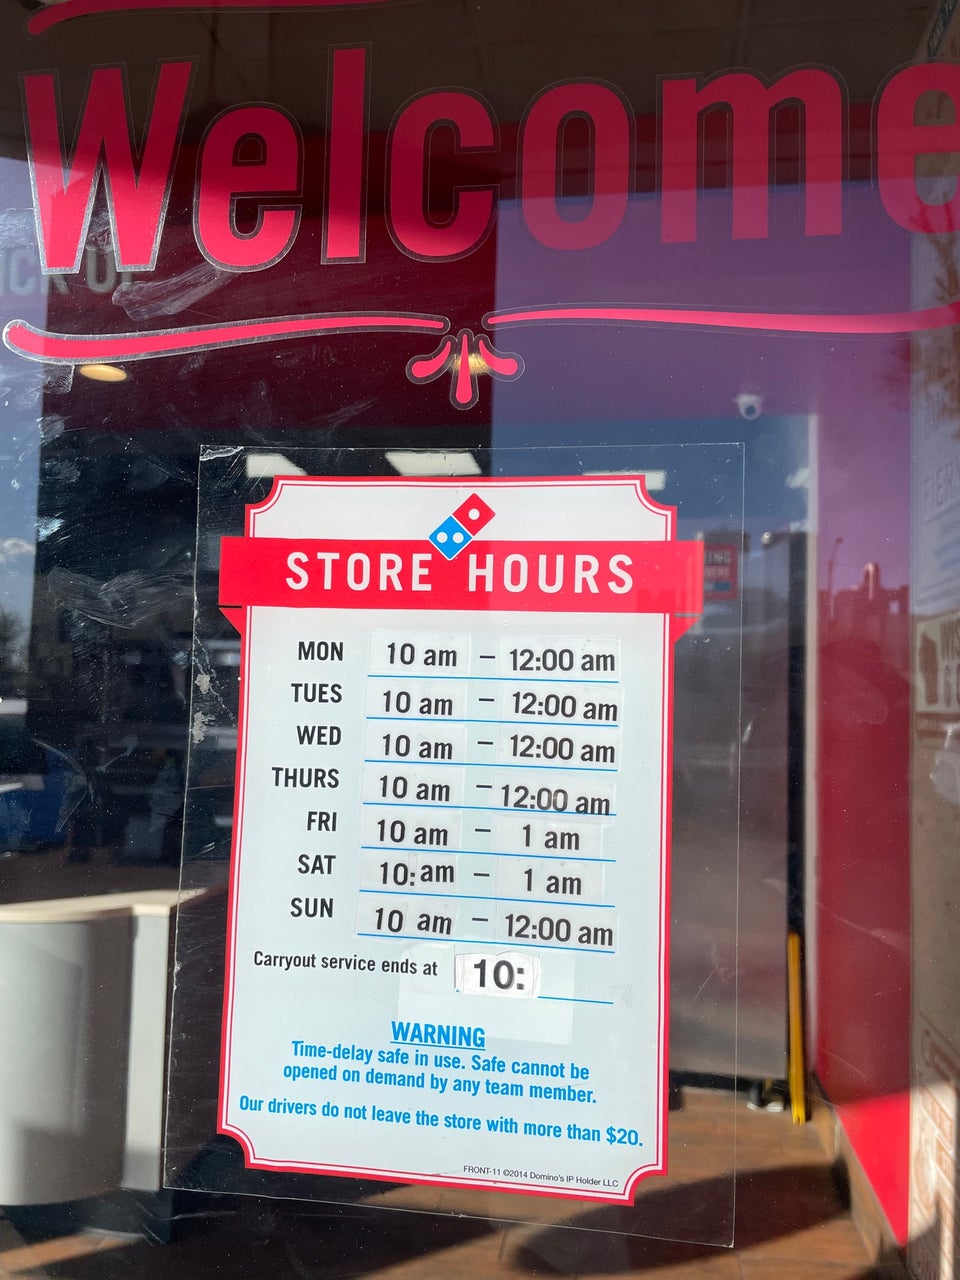 Welcome
STORE HOURS
MON 10 am - 12:00 am
TUES 10 am - 12:00 am
WED 10 am - 12:00 am
THURS 10 am - 12:00 am
FRI 10 am - 1 am
SAT 10: am - 1 am
SUN 10 am - 12:00 am
Carryout service ends at 10:
WARNING
Time-delay safe in use. Safe cannot be
opened on demand by any team member.
Our drivers do not leave the store with more than $20.
FRONT-11 ©2014 Domino's IP Holder LLC